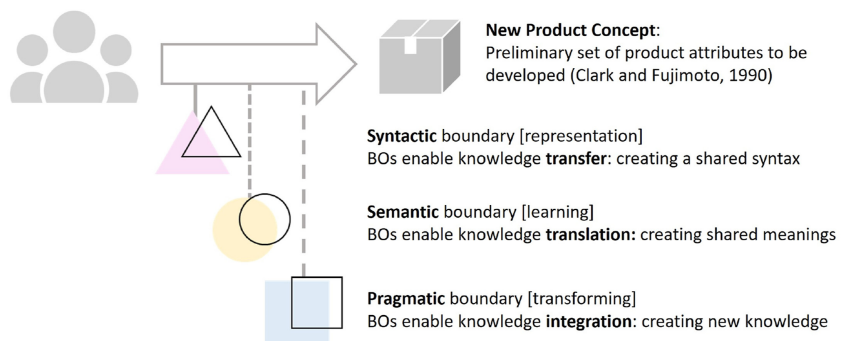 New Product Concept:
Preliminary set of product attributes to be
developed (Clark and Fujimoto, 1990)
Syntactic boundary [representation]
BOs enable knowledge transfer: creating a shared syntax
Semantic boundary [learning]
BOs enable knowledge translation: creating shared meanings
Pragmatic boundary [transforming]
BOs enable knowledge integration: creating new knowledge